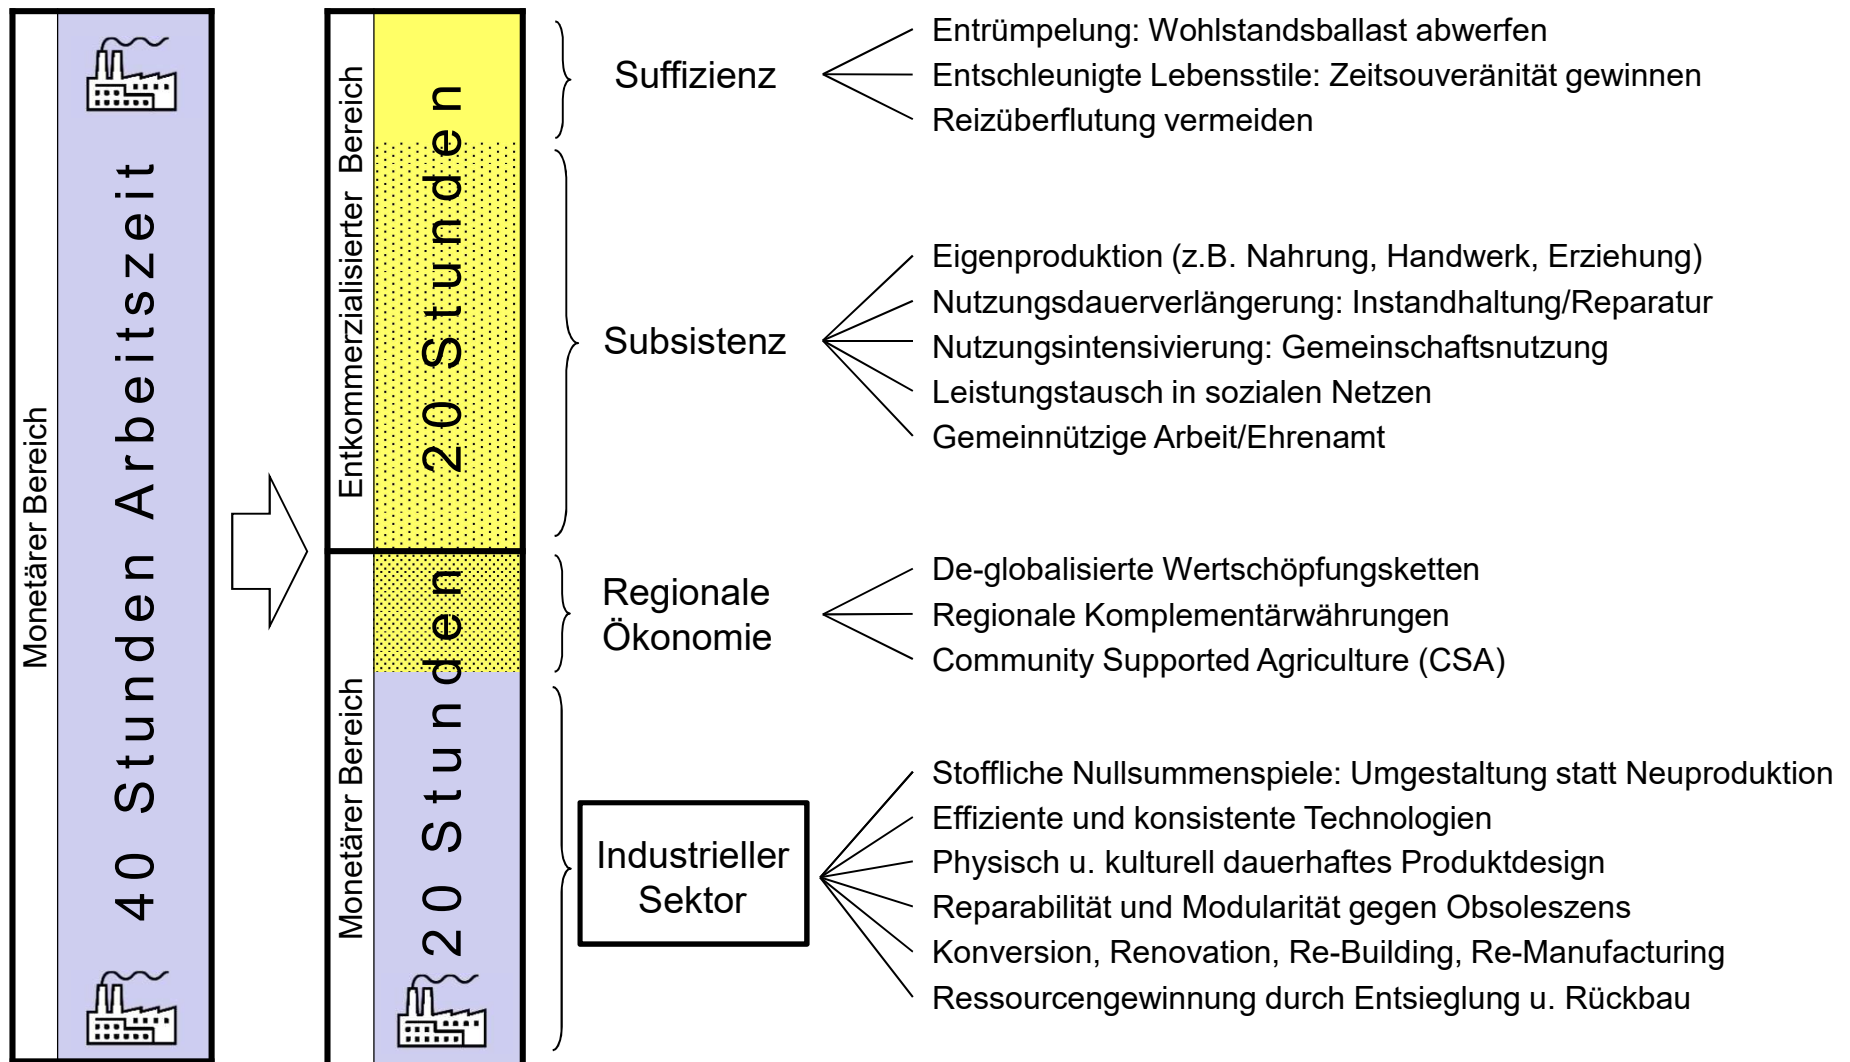 Monetärer Bereich
40 Stunden Arbeitszeit
Entkommerzialisierter Bereich
20 Stunden
Monetärer Bereich
20 Stunden
Suffizienz
Entrümpelung: Wohlstandsballast abwerfen
Entschleunigte Lebensstile: Zeitsouveränität gewinnen
Reizüberflutung vermeiden
Subsistenz
Eigenproduktion (z.B. Nahrung, Handwerk, Erziehung)
Nutzungsdauerverlängerung: Instandhaltung/Reparatur
Nutzungsintensivierung: Gemeinschaftsnutzung
Leistungstausch in sozialen Netzen
Gemeinnützige Arbeit/Ehrenamt
Regionale
Ökonomie
De-globalisierte Wertschöpfungsketten
Regionale Komplementärwährungen
Community Supported Agriculture (CSA)
Industrieller
Sektor
Stoffliche Nullsummenspiele: Umgestaltung statt Neuproduktion
Effiziente und konsistente Technologien
Physisch u. kulturell dauerhaftes Produktdesign
Reparabilität und Modularität gegen Obsoleszens
Konversion, Renovation, Re-Building, Re-Manufacturing
Ressourcengewinnung durch Entsieglung u. Rückbau